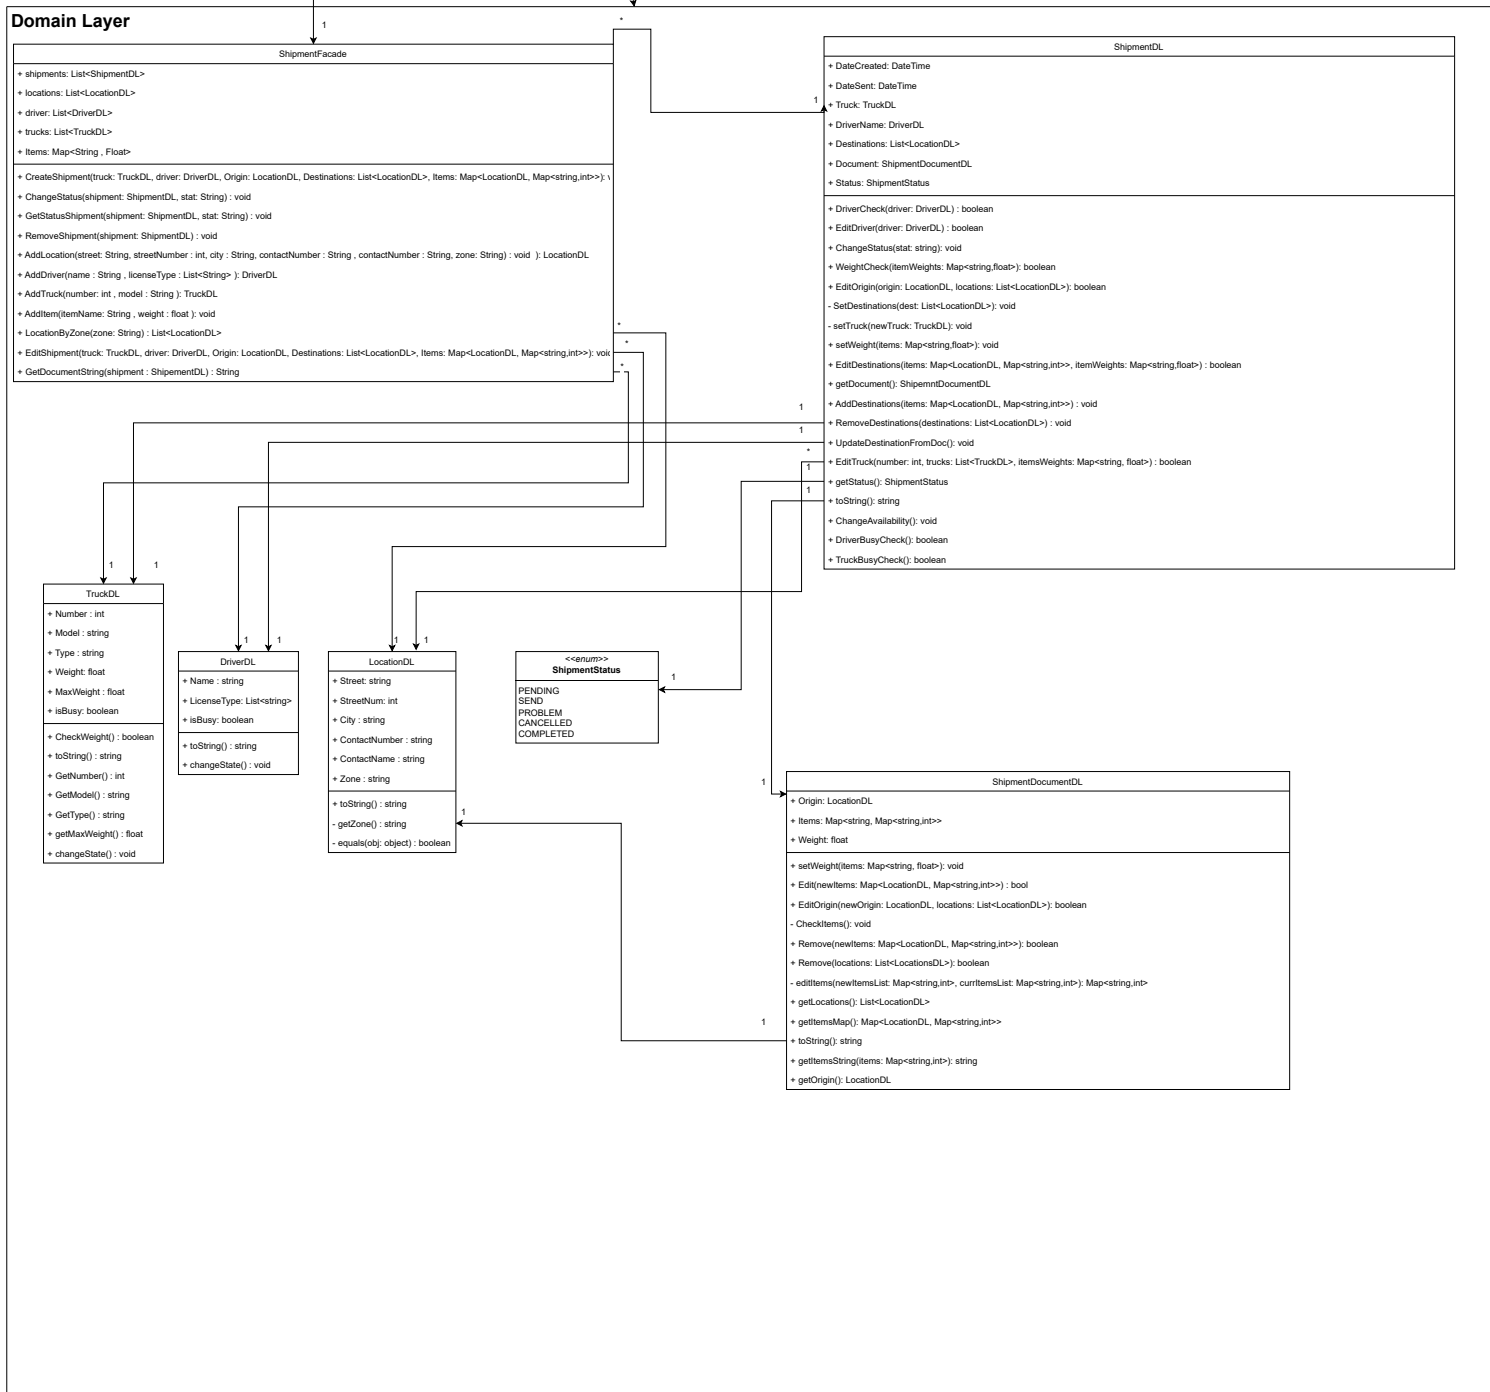 Domain Layer
1
*
ShipmentFacade
+ shipments: List<ShipmentDL>
+ locations: List<LocationDL>
+ driver: List<DriverDL>
+ trucks: List<TruckDL>
+ Items: Map<String , Float>
+ CreateShipment(truck: TruckDL, driver: DriverDL, Origin: LocationDL, Destinations: List<LocationDL>, Items: Map<LocationDL, Map<string,int>>):
+ ChangeStatus(shipment: ShipmentDL, stat: String) : void
+ GetStatusShipment(shipment: ShipmentDL, stat: String) : void
+ RemoveShipment(shipment: ShipmentDL) : void
+ AddLocation(street: String, streetNumber : int, city : String, contactNumber : String , contactNumber : String, zone: String) : void ): LocationDL
+ AddDriver(name : String , licenseType : List<String> ): DriverDL
+ AddTruck(number: int , model : String ): TruckDL
+ AddItem(itemName: String , weight : float ): void
+ LocationByZone(zone: String) : List<LocationDL>
+ EditShipment(truck: TruckDL, driver: DriverDL, Origin: LocationDL, Destinations: List<LocationDL>, Items: Map<LocationDL, Map<string,int>>): void
+ GetDocumentString(shipment : ShipementDL) : String
*
*
*
1
ShipmentDL
+ DateCreated: DateTime
+ DateSent: DateTime
+ Truck: TruckDL
+ DriverName: DriverDL
+ Destinations: List<LocationDL>
+ Document: ShipmentDocumentDL
+ Status: ShipmentStatus
+ DriverCheck(driver: DriverDL) : boolean
+ EditDriver(driver: DriverDL) : boolean
+ ChangeStatus(stat: string): void
+ WeightCheck(itemWeights: Map<string,float>): boolean
+ EditOrigin(origin: LocationDL, locations: List<LocationDL>): boolean
- SetDestinations(dest: List<LocationDL>): void
- setTruck(newTruck: TruckDL): void
+ setWeight(items: Map<string,float>): void
+ EditDestinations(items: Map<LocationDL, Map<string,int>>, itemWeights: Map<string,float>) : boolean
+ getDocument(): ShipemntDocumentDL
+ AddDestinations(items: Map<LocationDL, Map<string,int>>) : void
+ RemoveDestinations(destinations: List<LocationDL>) : void
+ UpdateDestinationFromDoc(): void
+ EditTruck(number: int, trucks: List<TruckDL>, itemsWeights: Map<string, float>) : boolean
+ getStatus(): ShipmentStatus
+ toString(): string
+ ChangeAvailability(): void
+ DriverBusyCheck(): boolean
+ TruckBusyCheck(): boolean
1
1
*
1
1
1
1
TruckDL
+ Number : int
+ Model : string
+ Type : string
+ Weight: float
+ MaxWeight : float
+ isBusy: boolean
+ CheckWeight() : boolean
+ toString() : string
+ GetNumber() : int
+ GetModel() : string
+ GetType() : string
+ getMaxWeight() : float
+ changeState() : void
1
1
DriverDL
+ Name : string
+ LicenseType: List<string>
+ isBusy: boolean
+ toString() : string
+ changeState() : void
1
1
LocationDL
+ Street: string
+ StreetNum: int
+ City : string
+ ContactNumber : string
+ ContactName : string
+ Zone : string
+ toString() : string
- getZone() : string
- equals(obj: object) : boolean
1
<<enum>>
ShipmentStatus
PENDING
SEND
PROBLEM
CANCELLED
COMPLETED
1
1
ShipmentDocumentDL
+ Origin: LocationDL
+ Items: Map<string, Map<string,int>>
+ Weight: float
+ setWeight(items: Map<string, float>): void
+ Edit(newItems: Map<LocationDL, Map<string,int>>) : bool
+ EditOrigin(newOrigin: LocationDL, locations: List<LocationDL>): boolean
- CheckItems(): void
+ Remove(newItems: Map<LocationDL, Map<string,int>>): boolean
+ Remove(locations: List<LocationsDL>): boolean
- editItems(newItemsList: Map<string,int>, currItemsList: Map<string,int>): Map<string,int>
+ getLocations(): List<LocationDL>
+ getItemsMap(): Map<LocationDL, Map<string,int>>
+ toString(): string
+ getItemsString(items: Map<string,int>): string
+ getOrigin(): LocationDL
1